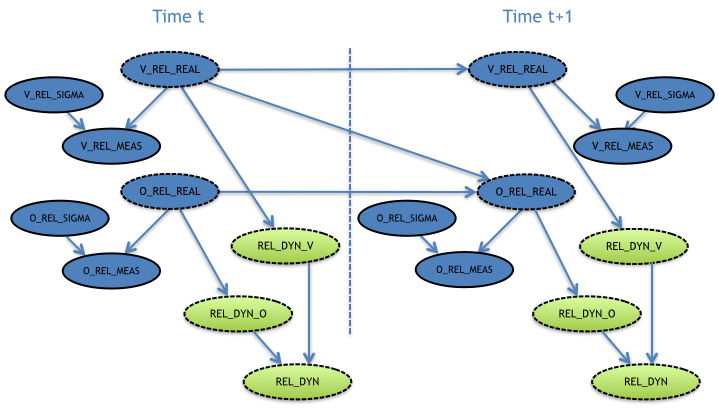 Time t
Time t+1
V_REL_REAL
V_REL_REAL
V_REL_SIGMA
V_REL_SIGMA
V_REL_MEAS
V_REL_MEAS
O_REL_REAL
O_REL_REAL
O_REL_SIGMA
O_REL_SIGMA
REL_DYN_V
REL_DYN_V
O_REL_MEAS
O_REL_MEAS
REL_DYN_O
REL_DYN_O
REL_DYN
REL_DYN